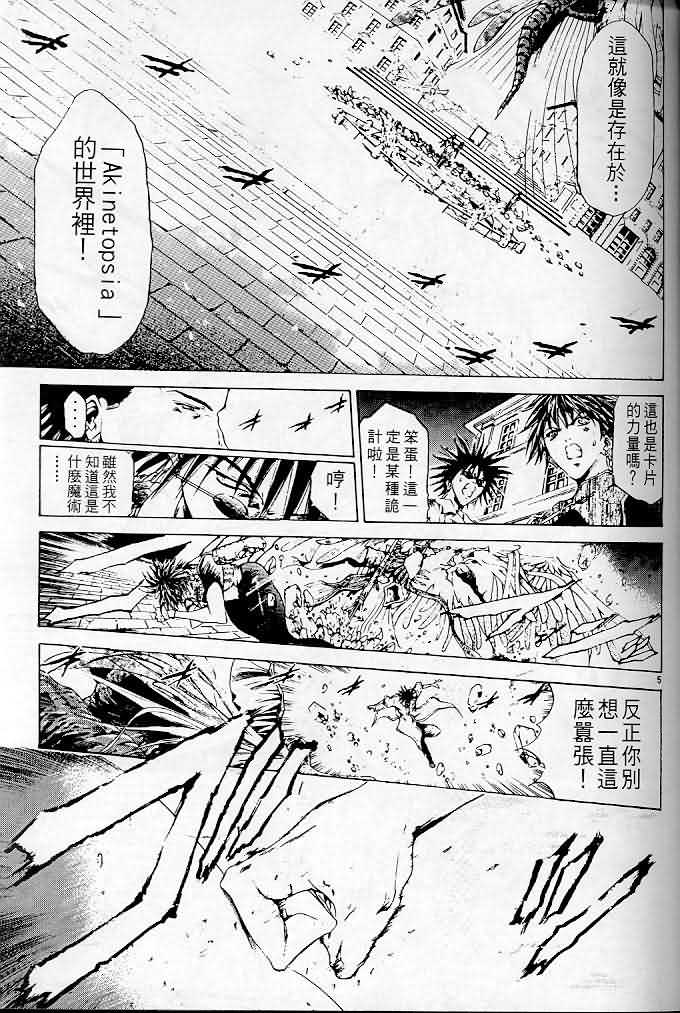 這就像是存在於…
「Akinetopsia」
的世界裡！
這也是卡片
的力量嗎？
笨蛋！這一
定是某種詭
計啦！
…
哼！
雖然我不
知道這是
什麼魔術
……
5
反正你別
想一直這
麼囂張！